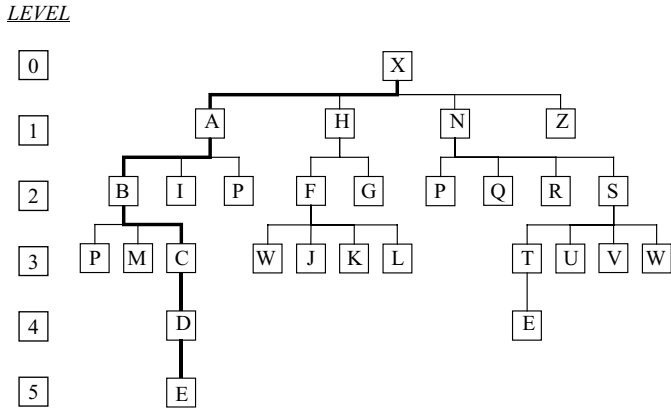 LEVEL
0 X
1 A H N Z
2 B I P F G P Q R S
3 P M C W J K L T U V W
4 D E
5 E